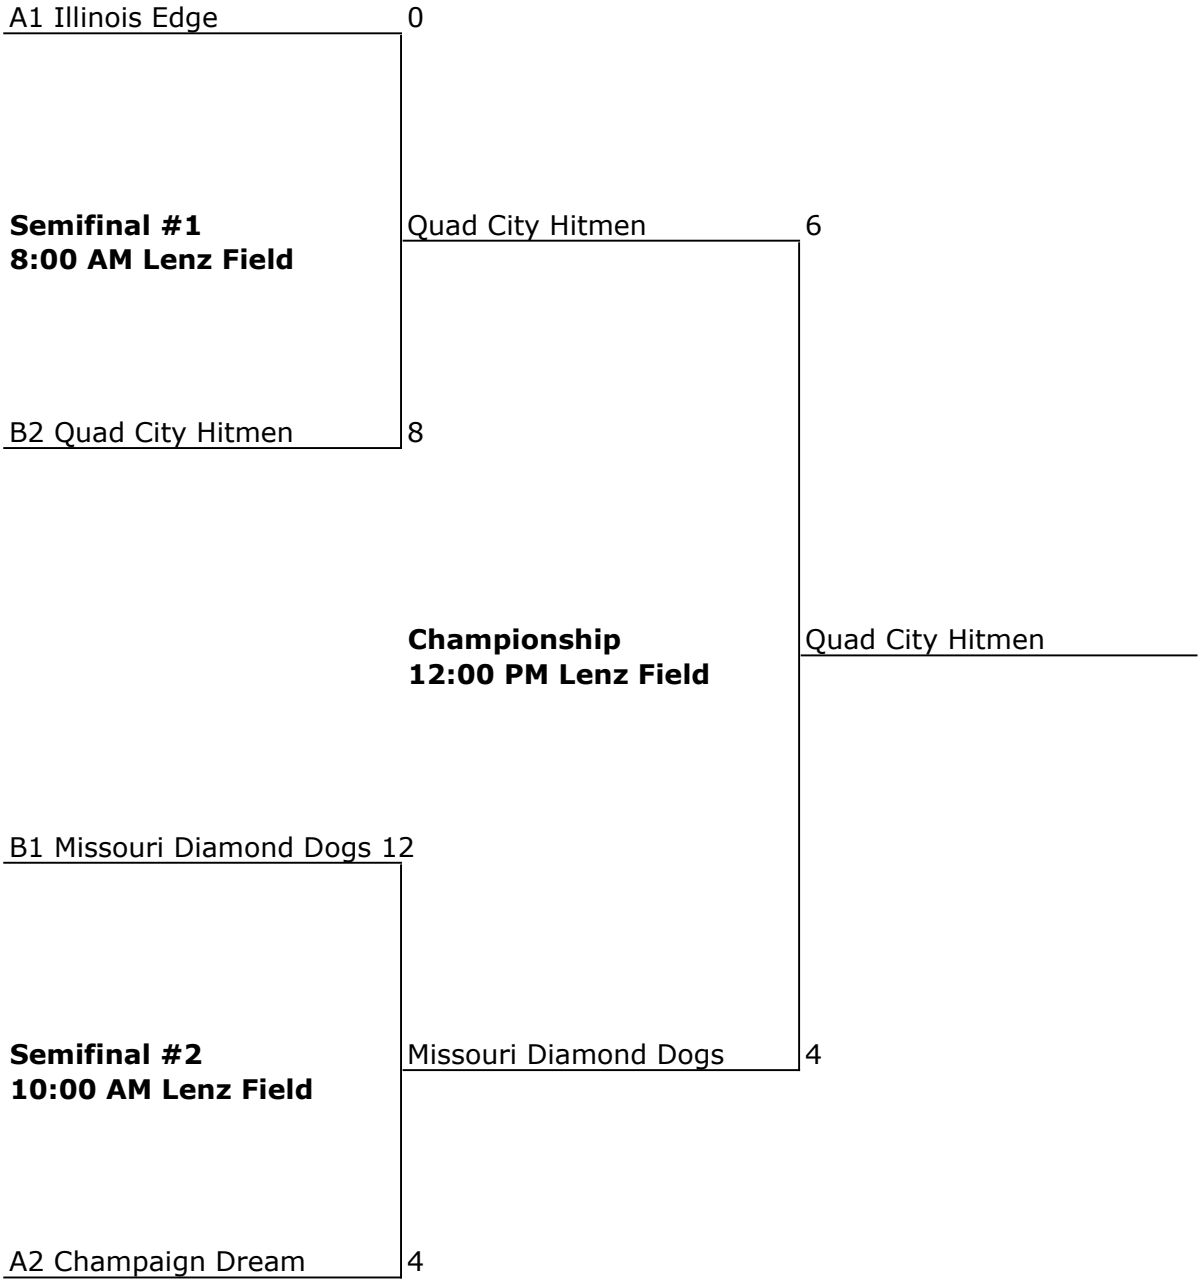 A1 Illinois Edge 0
Semifinal #1
8:00 AM Lenz Field
Quad City Hitmen 6
B2 Quad City Hitmen 8
Championship
12:00 PM Lenz Field
Quad City Hitmen
B1 Missouri Diamond Dogs 12
Semifinal #2
10:00 AM Lenz Field
Missouri Diamond Dogs 4
A2 Champaign Dream 4